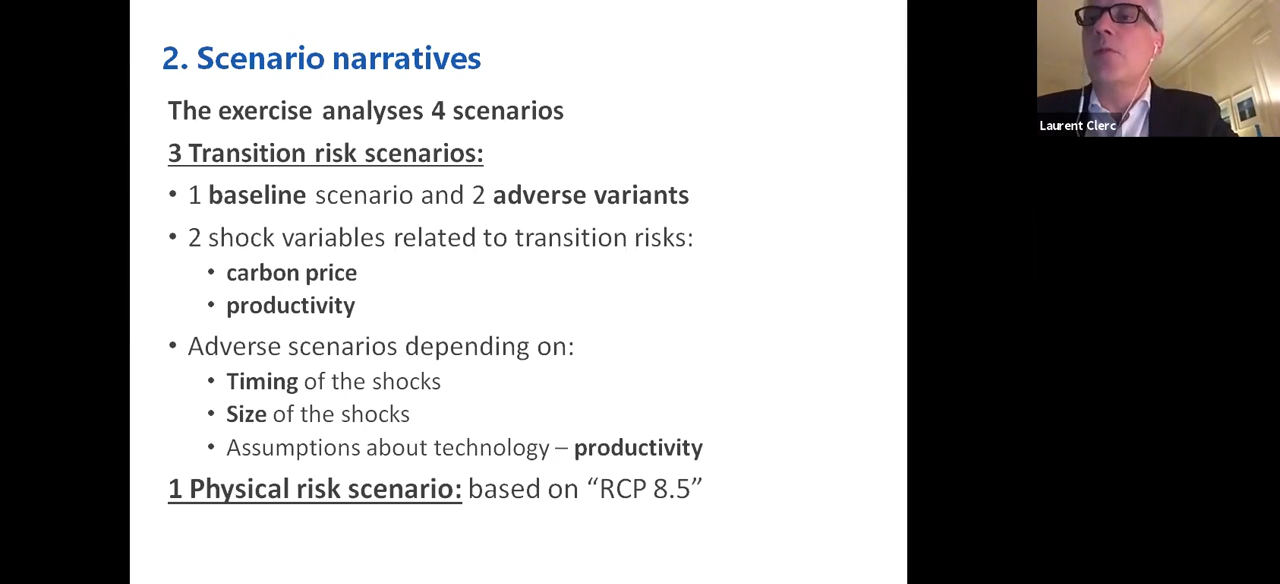 2. Scenario narratives
The exercise analyses 4 scenarios
3 Transition risk scenarios:
• 1 baseline scenario and 2 adverse variants
• 2 shock variables related to transition risks:
• carbon price
• productivity
• Adverse scenarios depending on:
• Timing of the shocks
• Size of the shocks
• Assumptions about technology – productivity
1 Physical risk scenario: based on “RCP 8.5”
Laurent Clerc